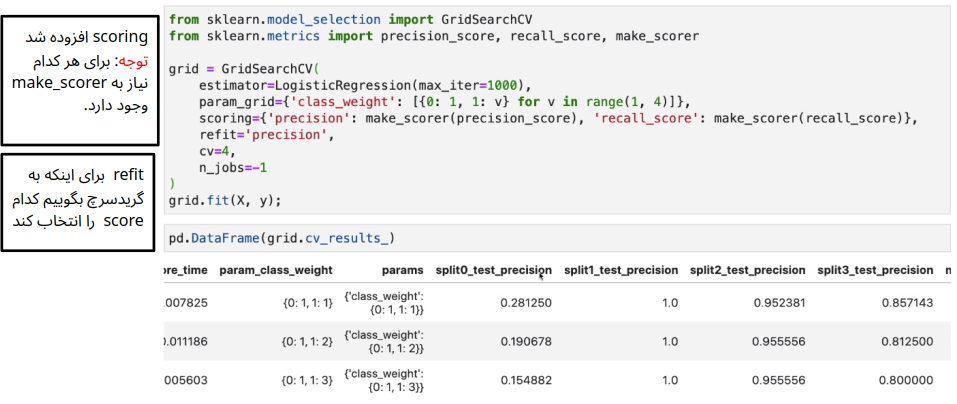 scoring افزوده شد
توجه: برای هر کدام
نیاز به make_scorer
وجود دارد.
refit برای اینکه به
گریدسرچ بگوییم کدام
score را انتخاب کند
from sklearn.model_selection import GridSearchCV
from sklearn.metrics import precision_score, recall_score, make_scorer
grid = GridSearchCV(
    estimator=LogisticRegression(max_iter=1000),
    param_grid={'class_weight': [{0: 1, 1: v} for v in range(1, 4)]},
    scoring={'precision': make_scorer(precision_score), 'recall_score': make_scorer(recall_score)},
    refit='precision',
    cv=4,
    n_jobs=-1
)
grid.fit(X, y);
pd.DataFrame(grid.cv_results_)
re_time param_class_weight params split0_test_precision split1_test_precision split2_test_precision split3_test_precision
.007825 {0: 1, 1: 1} {'class_weight': {0: 1, 1: 1}} 0.281250 1.0 0.952381 0.857143
.011186 {0: 1, 1: 2} {'class_weight': {0: 1, 1: 2}} 0.190678 1.0 0.955556 0.812500
005603 {0: 1, 1: 3} {'class_weight': {0: 1, 1: 3}} 0.154882 1.0 0.955556 0.800000